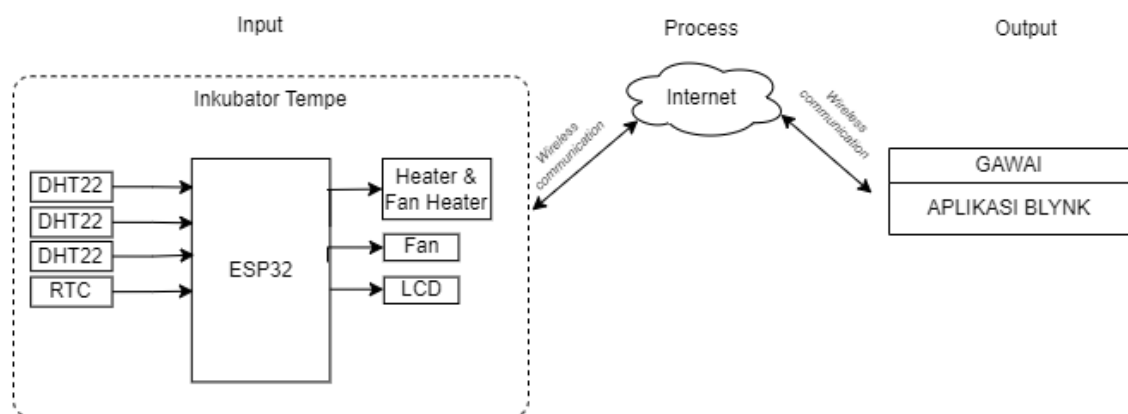 Input
Process
Output
Inkubator Tempe
DHT22
DHT22
DHT22
RTC
ESP32
Heater &
Fan Heater
Fan
LCD
Wireless
communication
Internet
Wireless
communication
GAWAI
APLIKASI BLYNK